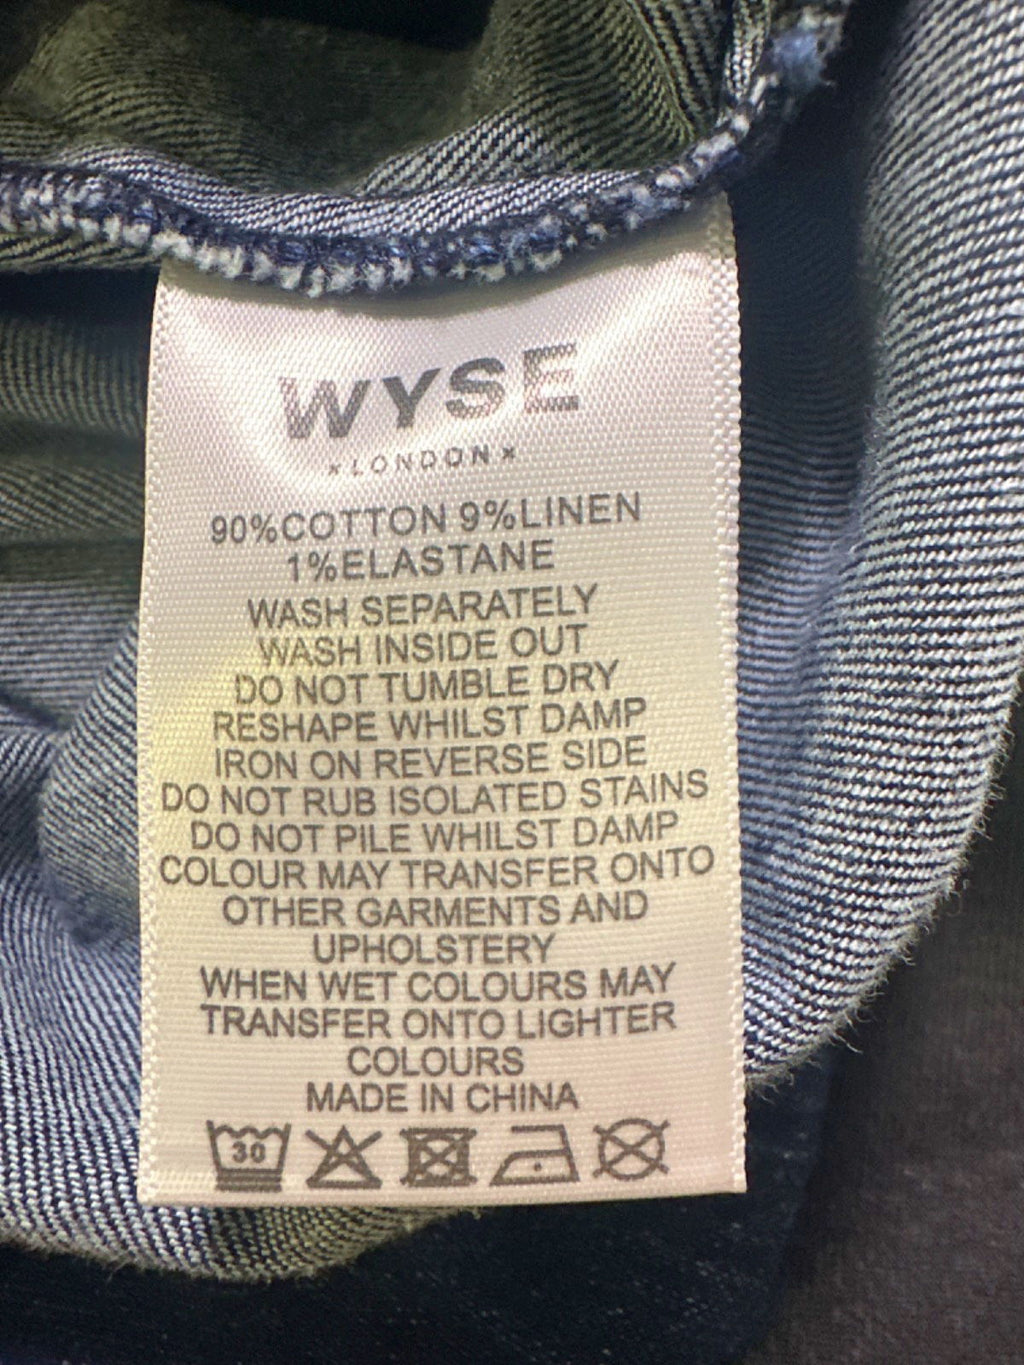 WYSE
×LONDON×
90%COTTON 9%LINEN
1%ELASTANE
WASH SEPARATELY
WASH INSIDE OUT
DO NOT TUMBLE DRY
RESHAPE WHILST DAMP
IRON ON REVERSE SIDE
DO NOT RUB ISOLATED STAINS
DO NOT PILE WHILST DAMP
COLOUR MAY TRANSFER ONTO
OTHER GARMENTS AND
UPHOLSTERY
WHEN WET COLOURS MAY
TRANSFER ONTO LIGHTER
COLOURS
MADE IN CHINA
30